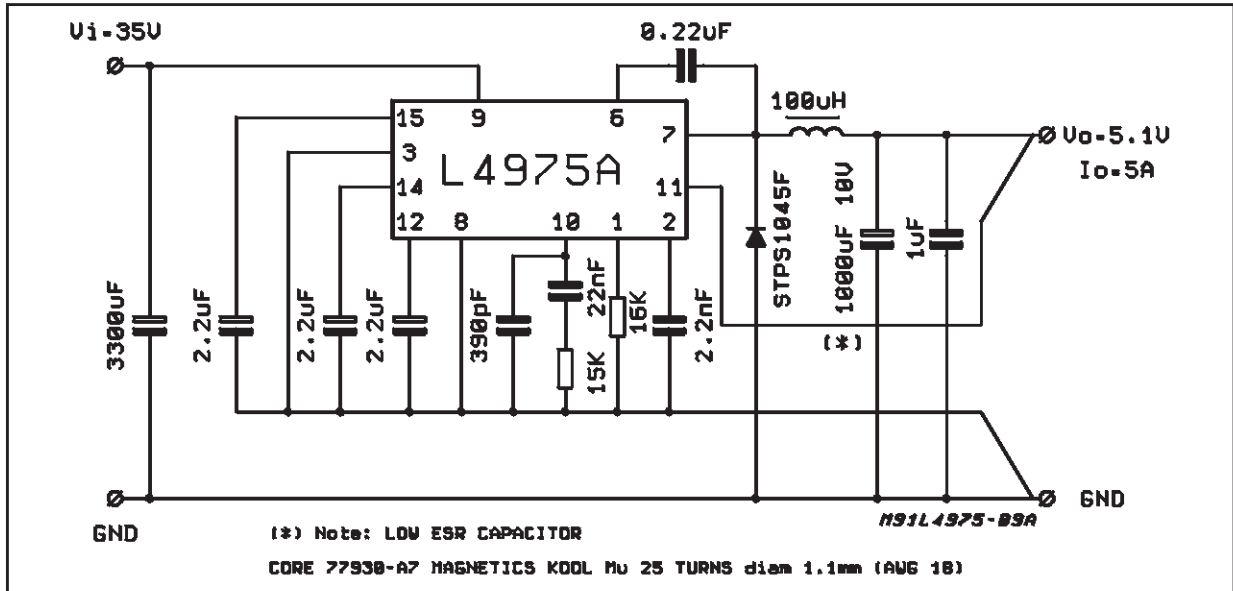 Vi=35V
0.22uF
100uH
15
9
6
7
3
L4975A
14
11
12
8
10
1
2
Vo=5.1V
Io=5A
3300uF
2.2uF
2.2uF
2.2uF
390pF
22nF
15K
16K
2.2nF
STPS1045F
1000uF 10V
1uF
(*)
GND
GND
M91L4975-09A
(*) Note: LOW ESR CAPACITOR
CORE 77930-A7 MAGNETICS KOOL Mu 25 TURNS diam 1.1mm (AWG 18)